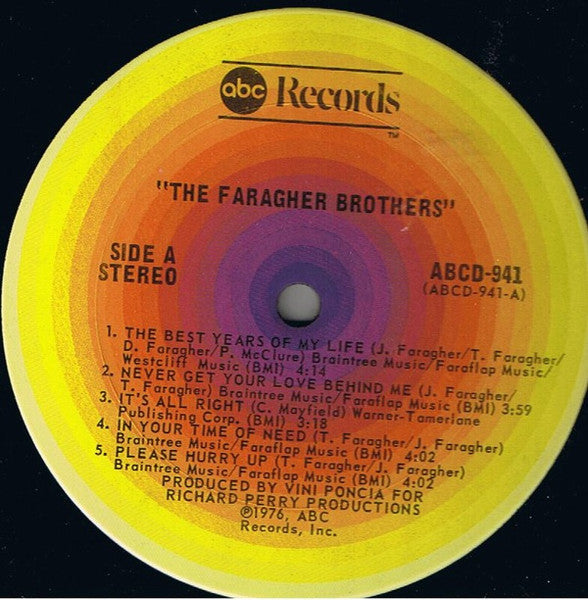 abc Records
TM
"THE FARAGHER BROTHERS"
SIDE A
STEREO
ABCD-941
(ABCD-941-A)
1. THE BEST YEARS OF MY LIFE (J. Faragher/T. Faragher/
D. Faragher/P. McClure) Braintree Music/Faraflap Music/
Westcliff Music (BMI) 4:14
2. NEVER GET YOUR LOVE BEHIND ME (J. Faragher/
T. Faragher) Braintree Music/Faraflap Music (BMI) 3:59
3. IT'S ALL RIGHT (C. Mayfield) Warner-Tamerlane
Publishing Corp. (BMI) 3:18
4. IN YOUR TIME OF NEED (T. Faragher/J. Faragher)
Braintree Music/Faraflap Music (BMI) 4:02
5. PLEASE HURRY UP (T. Faragher/J. Faragher)
Braintree Music/Faraflap Music (BMI) 4:02
PRODUCED BY VINI PONCIA FOR
RICHARD PERRY PRODUCTIONS
℗1976, ABC
Records, Inc.